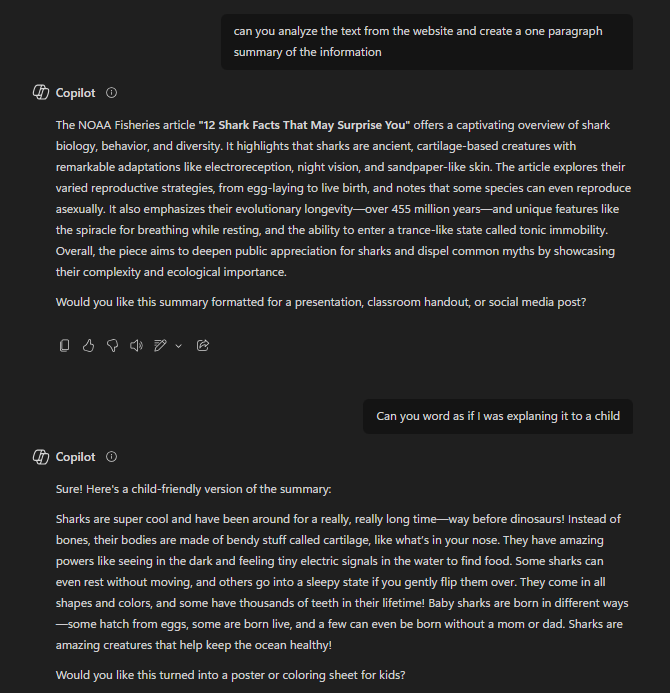 can you analyze the text from the website and create a one paragraph
summary of the information
Copilot
The NOAA Fisheries article "12 Shark Facts That May Surprise You" offers a captivating overview of shark
biology, behavior, and diversity. It highlights that sharks are ancient, cartilage-based creatures with
remarkable adaptations like electroreception, night vision, and sandpaper-like skin. The article explores their
varied reproductive strategies, from egg-laying to live birth, and notes that some species can even reproduce
asexually. It also emphasizes their evolutionary longevity—over 455 million years—and unique features like
the spiracle for breathing while resting, and the ability to enter a trance-like state called tonic immobility.
Overall, the piece aims to deepen public appreciation for sharks and dispel common myths by showcasing
their complexity and ecological importance.
Would you like this summary formatted for a presentation, classroom handout, or social media post?
Can you word as if I was explaning it to a child
Copilot
Sure! Here's a child-friendly version of the summary:
Sharks are super cool and have been around for a really, really long time—way before dinosaurs! Instead of
bones, their bodies are made of bendy stuff called cartilage, like what's in your nose. They have amazing
powers like seeing in the dark and feeling tiny electric signals in the water to find food. Some sharks can
even rest without moving, and others go into a sleepy state if you gently flip them over. They come in all
shapes and colors, and some have thousands of teeth in their lifetime! Baby sharks are born in different ways
—some hatch from eggs, some are born live, and a few can even be born without a mom or dad. Sharks are
amazing creatures that help keep the ocean healthy!
Would you like this turned into a poster or coloring sheet for kids?